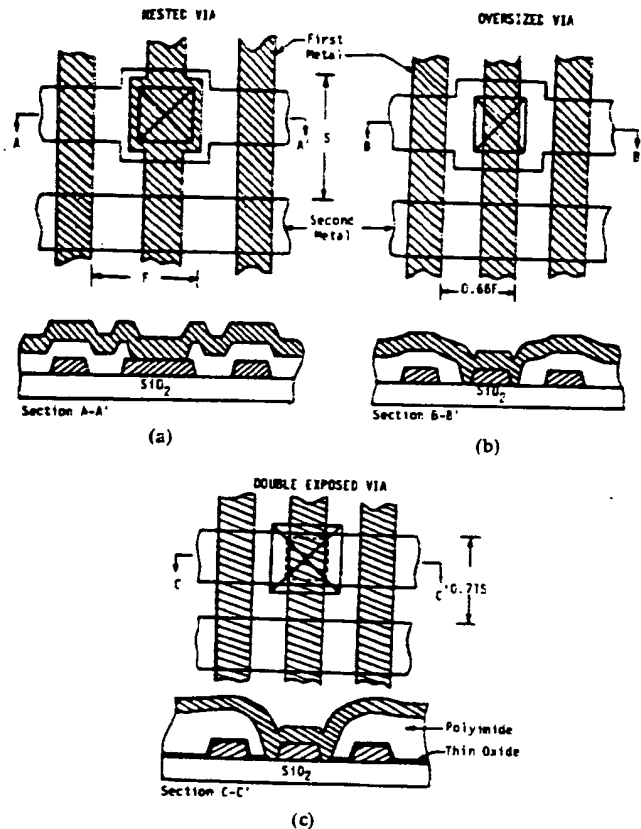 NESTED VIA
OVERSIZED VIA
First
Metal
A
A'
S
B
B'
Second
Metal
F
0.66F
SiO2
Section A-A'
(a)
SiO2
Section B-B'
(b)
DOUBLE EXPOSED VIA
C
C'
0.71S
Polyimide
Thin Oxide
SiO2
Section C-C'
(c)